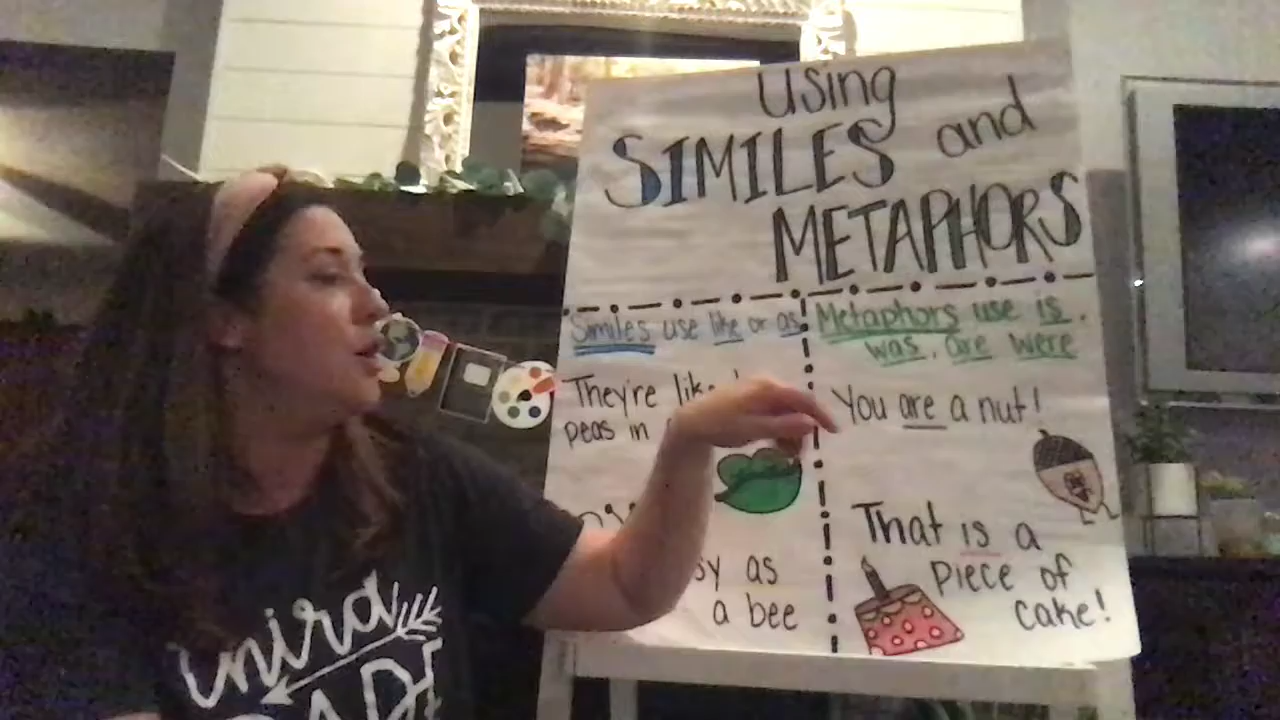 Using
SIMILES and
METAPHORS
Similes use like or as
They're
peas in
as
a bee
Metaphors use is,
was, are were
You are a nut!
That is a
piece of
cake!